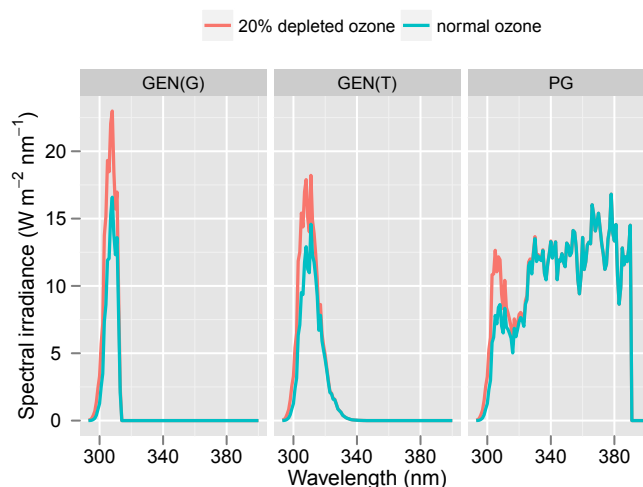 20% depleted ozone normal ozone
GEN(G) GEN(T) PG
Spectral irradiance (W m⁻² nm⁻¹)
20
15
10
5
0
300 340 380 300 340 380 300 340 380
Wavelength (nm)